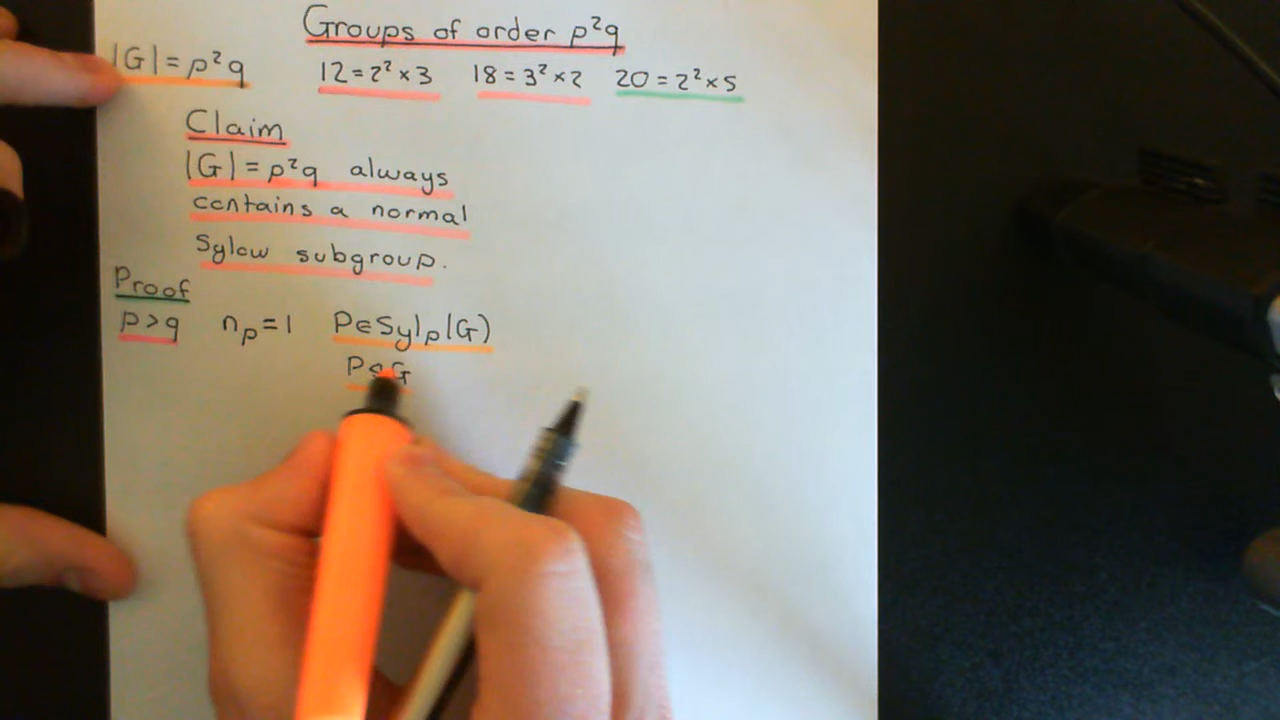 Groups of order p²q
|G| = p²q 12 = 2² × 3 18 = 3² × 2 20 = 2² × 5
Claim
|G| = p²q always
contains a normal
Sylow subgroup.
Proof
p > q n_p = 1 P ∈ Syl_p(G)